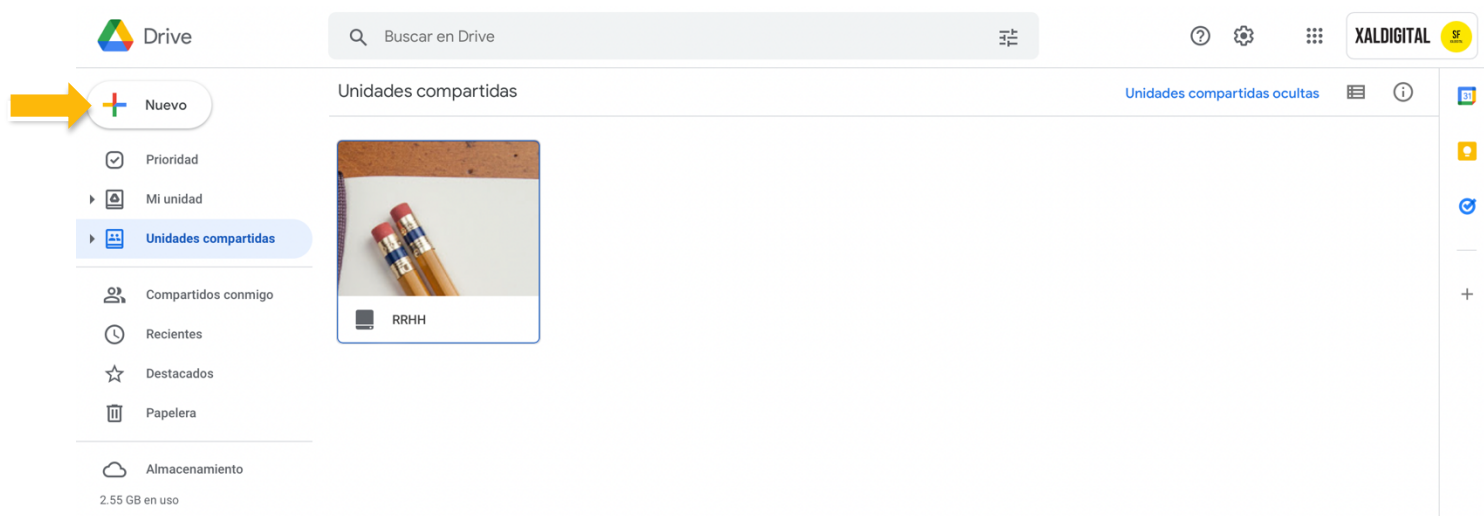 Drive
Buscar en Drive
XALDIGITAL
SF
Nuevo
Unidades compartidas
Unidades compartidas ocultas
31
Prioridad
Mi unidad
Unidades compartidas
RRHH
Compartidos conmigo
Recientes
Destacados
Papelera
Almacenamiento
2.55 GB en uso